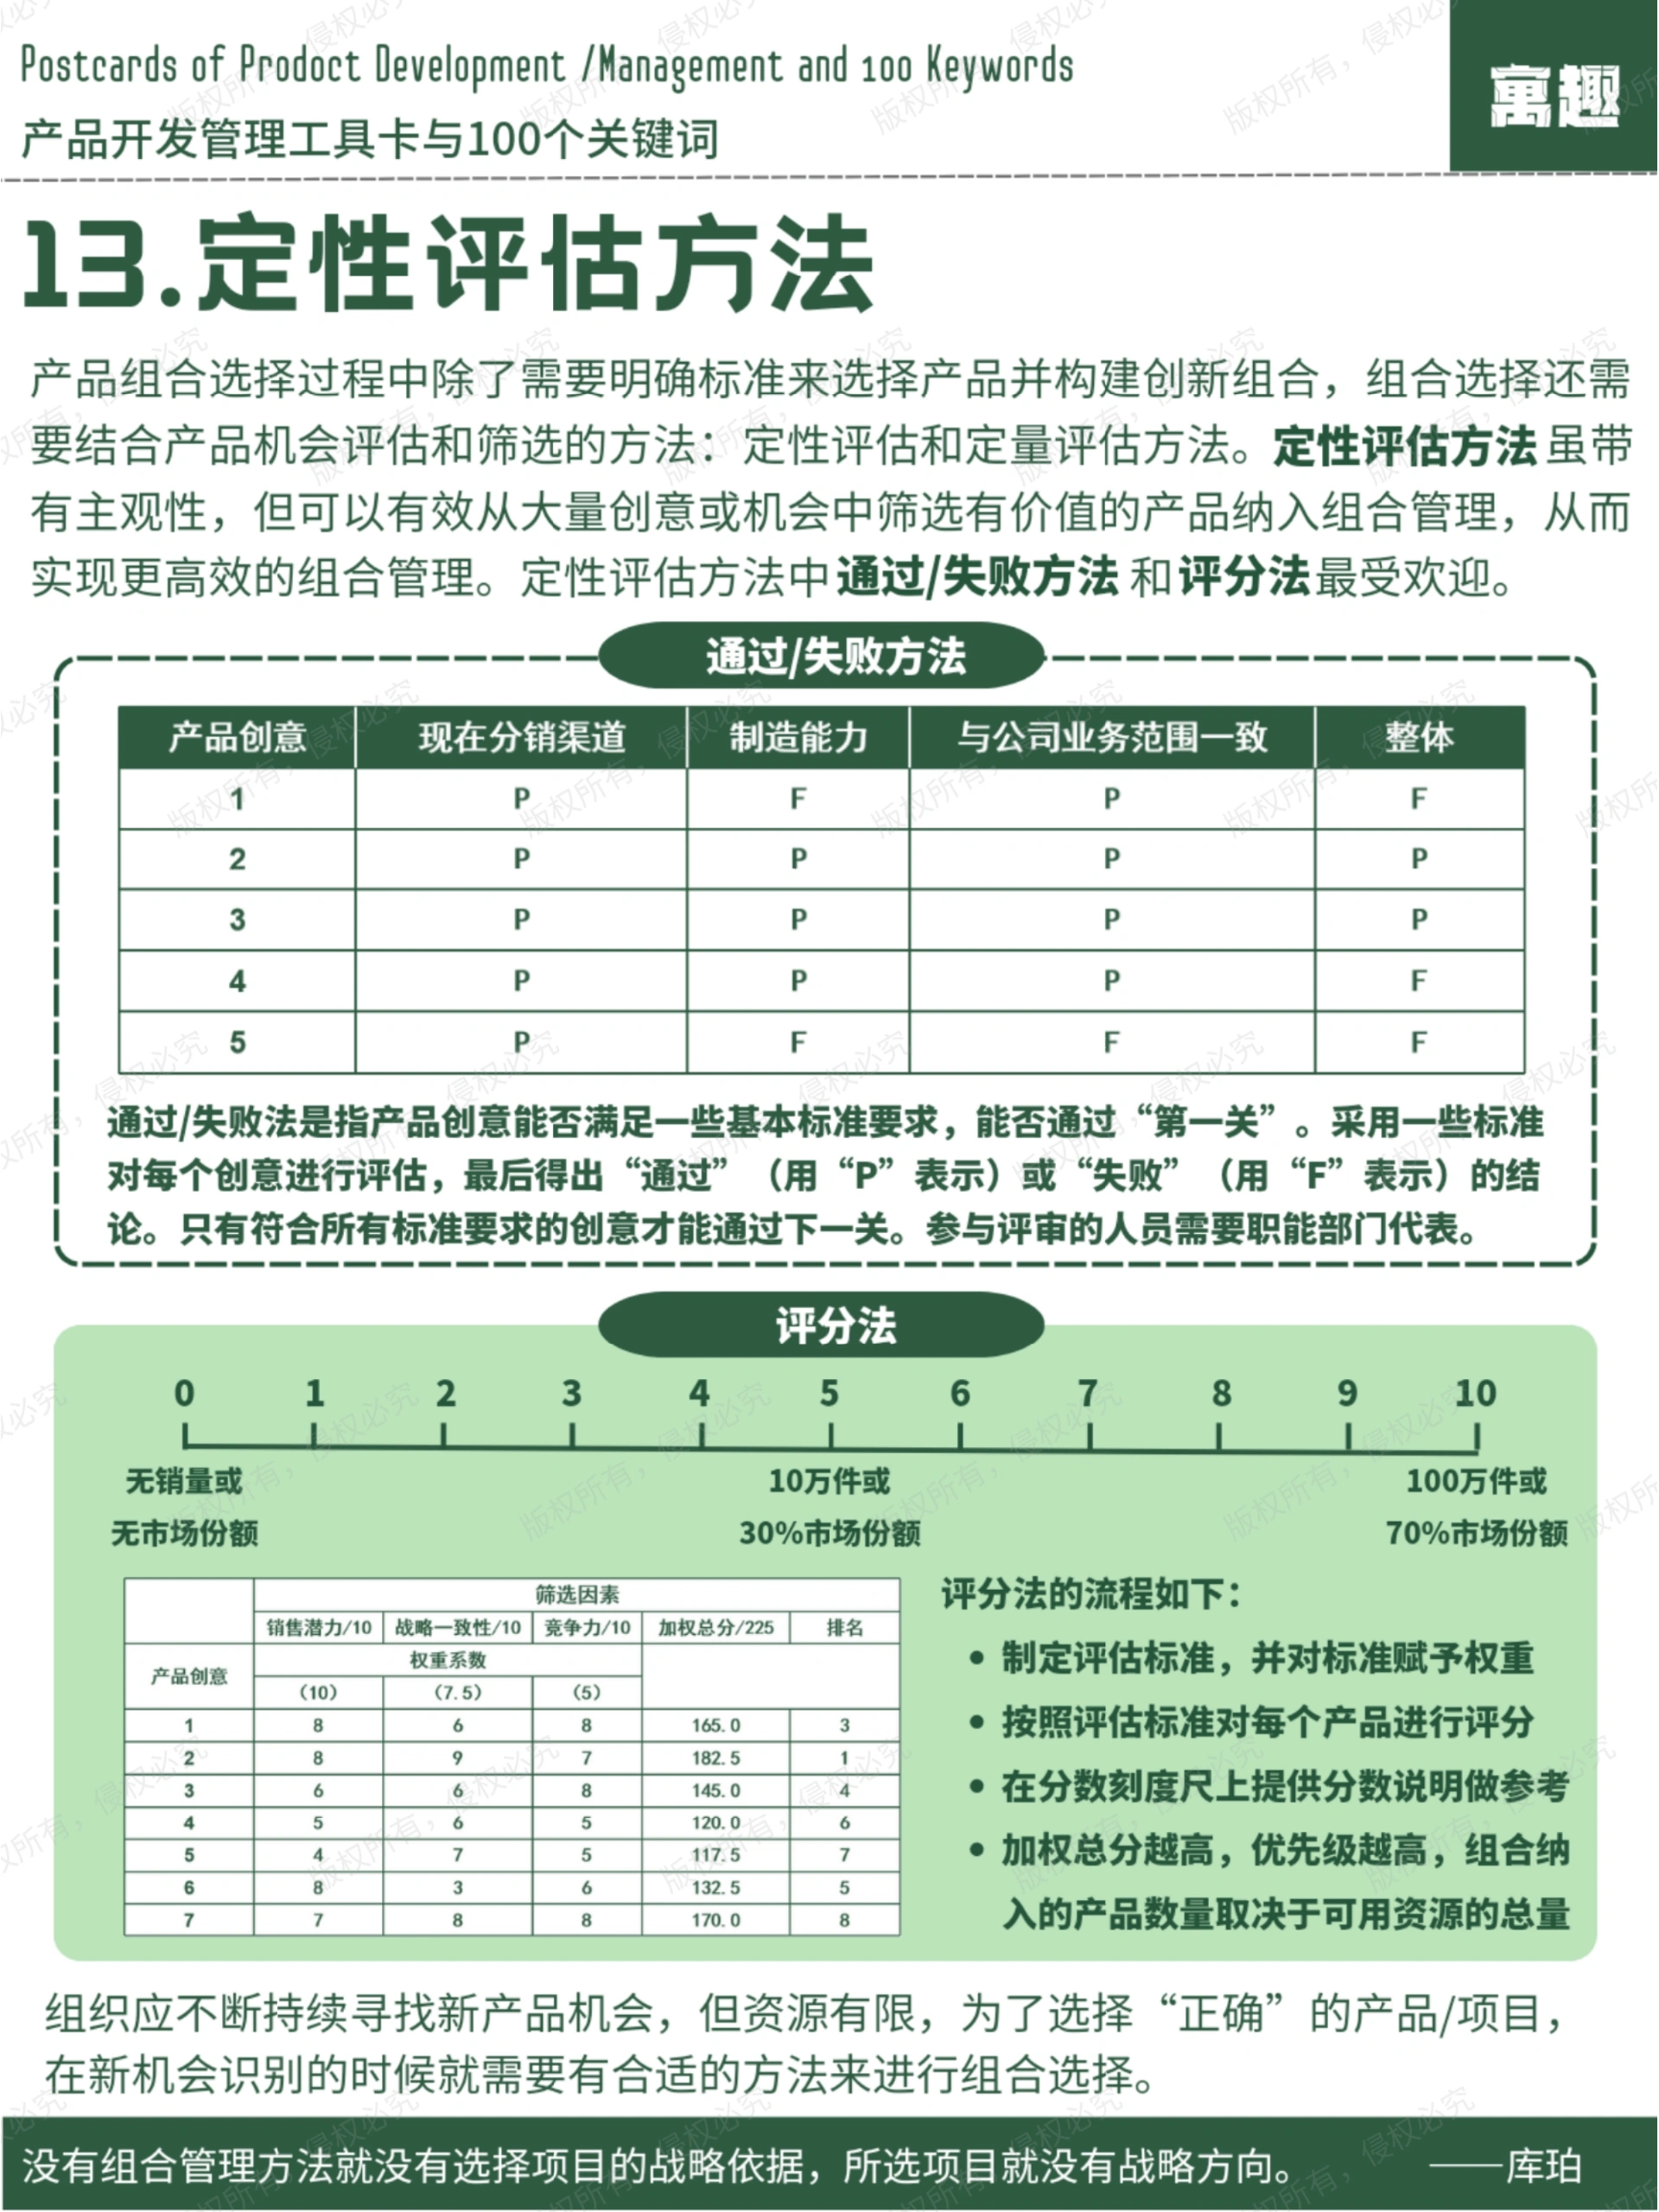 Postcards of Prodoct Development /Management and 100 Keywords
产品开发管理工具卡与100个关键词
寓趣
13.定性评估方法
产品组合选择过程中除了需要明确标准来选择产品并构建创新组合，组合选择还需
要结合产品机会评估和筛选的方法：定性评估和定量评估方法。定性评估方法虽带
有主观性，但可以有效从大量创意或机会中筛选有价值的产品纳入组合管理，从而
实现更高效的组合管理。定性评估方法中通过/失败方法和评分法最受欢迎。
通过/失败方法
产品创意 现在分销渠道 制造能力 与公司业务范围一致 整体
1 P F P F
2 P P P P
3 P P P P
4 P P P F
5 P F F F
通过/失败法是指产品创意能否满足一些基本标准要求，能否通过“第一关”。采用一些标准
对每个创意进行评估，最后得出“通过”（用“P”表示）或“失败”（用“F”表示）的结
论。只有符合所有标准要求的创意才能通过下一关。参与评审的人员需要职能部门代表。
评分法
0 1 2 3 4 5 6 7 8 9 10
无销量或 10万件或 100万件或
无市场份额 30%市场份额 70%市场份额
筛选因素
销售潜力/10 战略一致性/10 竞争力/10 加权总分/225 排名
产品创意 权重系数
（10） （7.5） （5）
1 8 6 8 165.0 3
2 8 9 7 182.5 1
3 6 6 8 145.0 4
4 5 6 5 120.0 6
5 4 7 5 117.5 7
6 8 3 6 132.5 5
7 7 8 8 170.0 8
评分法的流程如下：
• 制定评估标准，并对标准赋予权重
• 按照评估标准对每个产品进行评分
• 在分数刻度尺上提供分数说明做参考
• 加权总分越高，优先级越高，组合纳
入的产品数量取决于可用资源的总量
组织应不断持续寻找新产品机会，但资源有限，为了选择“正确”的产品/项目，
在新机会识别的时候就需要有合适的方法来进行组合选择。
没有组合管理方法就没有选择项目的战略依据，所选项目就没有战略方向。 ——库珀
版权所有，侵权必究